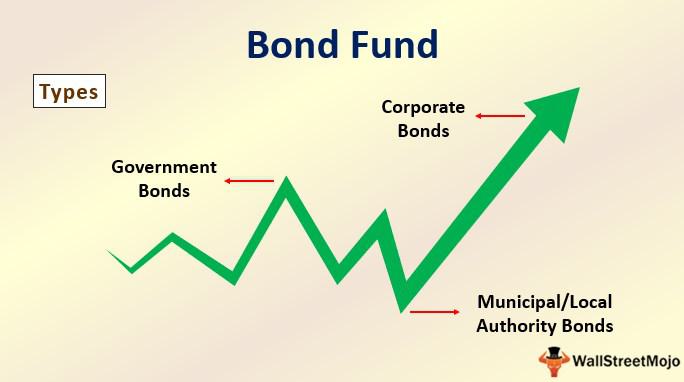 Bond Fund
Types
Corporate
Bonds
Government
Bonds
Municipal/Local
Authority Bonds
WallStreetMojo